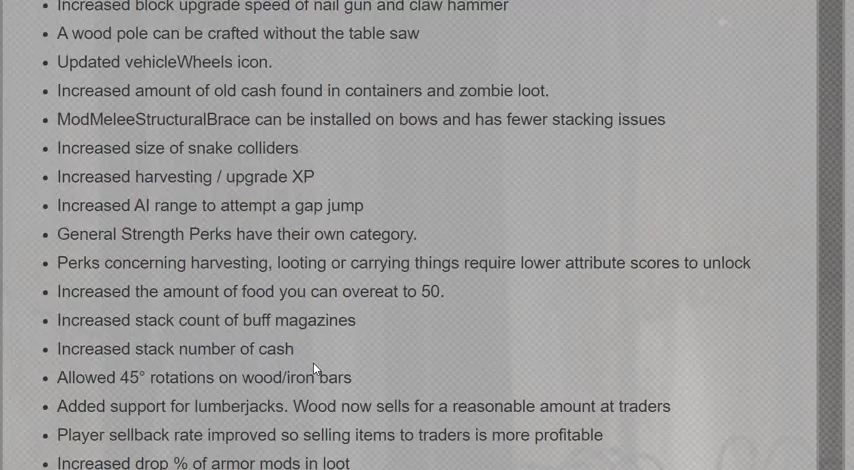 Increased block upgrade speed of nail gun and claw hammer
A wood pole can be crafted without the table saw
Updated vehicleWheels icon.
Increased amount of old cash found in containers and zombie loot.
ModMeleeStructuralBrace can be installed on bows and has fewer stacking issues
Increased size of snake colliders
Increased harvesting / upgrade XP
Increased AI range to attempt a gap jump
General Strength Perks have their own category.
Perks concerning harvesting, looting or carrying things require lower attribute scores to unlock
Increased the amount of food you can overeat to 50.
Increased stack count of buff magazines
Increased stack number of cash
Allowed 45° rotations on wood/iron bars
Added support for lumberjacks. Wood now sells for a reasonable amount at traders
Player sellback rate improved so selling items to traders is more profitable
Increased drop % of armor mods in loot